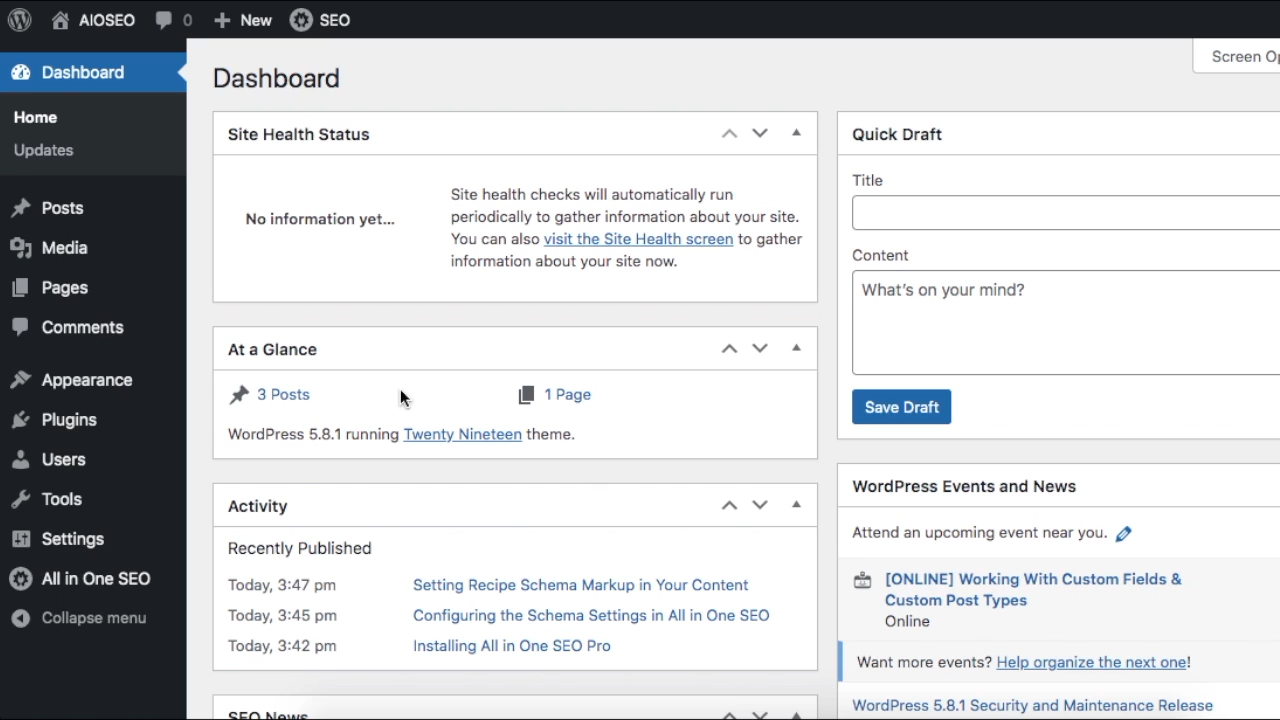 AIOSEO 0 New SEO
Screen Op
Dashboard
Home
Updates
Posts
Media
Pages
Comments
Appearance
Plugins
Users
Tools
Settings
All in One SEO
Collapse menu
Dashboard
Site Health Status
No information yet...
Site health checks will automatically run
periodically to gather information about your site.
You can also visit the Site Health screen to gather
information about your site now.
At a Glance
3 Posts
1 Page
WordPress 5.8.1 running Twenty Nineteen theme.
Activity
Recently Published
Today, 3:47 pm Setting Recipe Schema Markup in Your Content
Today, 3:45 pm Configuring the Schema Settings in All in One SEO
Today, 3:42 pm Installing All in One SEO Pro
SEO News
Quick Draft
Title
Content
What's on your mind?
Save Draft
WordPress Events and News
Attend an upcoming event near you.
[ONLINE] Working With Custom Fields &
Custom Post Types
Online
Want more events? Help organize the next one!
WordPress 5.8.1 Security and Maintenance Release